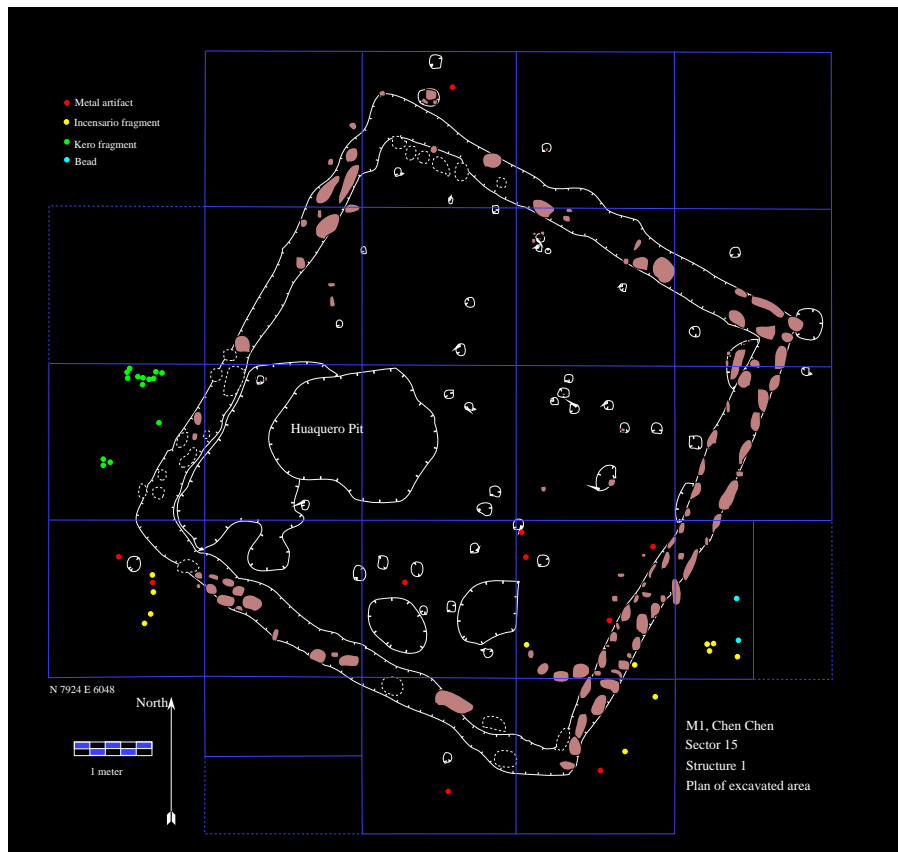 Metal artifact
Incensario fragment
Kero fragment
Bead
Huaquero Pit
N 7924 E 6048
North
1 meter
M1, Chen Chen
Sector 15
Structure 1
Plan of excavated area